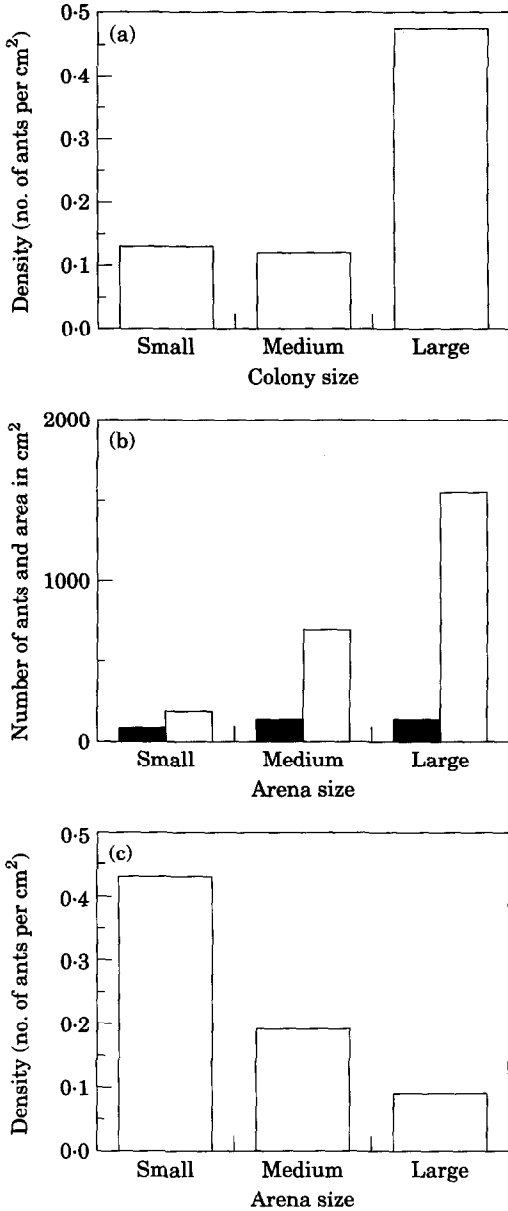 (a)
Density (no. of ants per cm²)
0·5
0·4
0·3
0·2
0·1
0·0
Small Medium Large
Colony size
(b)
Number of ants and area in cm²
2000
1000
0
Small Medium Large
Arena size
(c)
Density (no. of ants per cm²)
0·5
0·4
0·3
0·2
0·1
0·0
Small Medium Large
Arena size